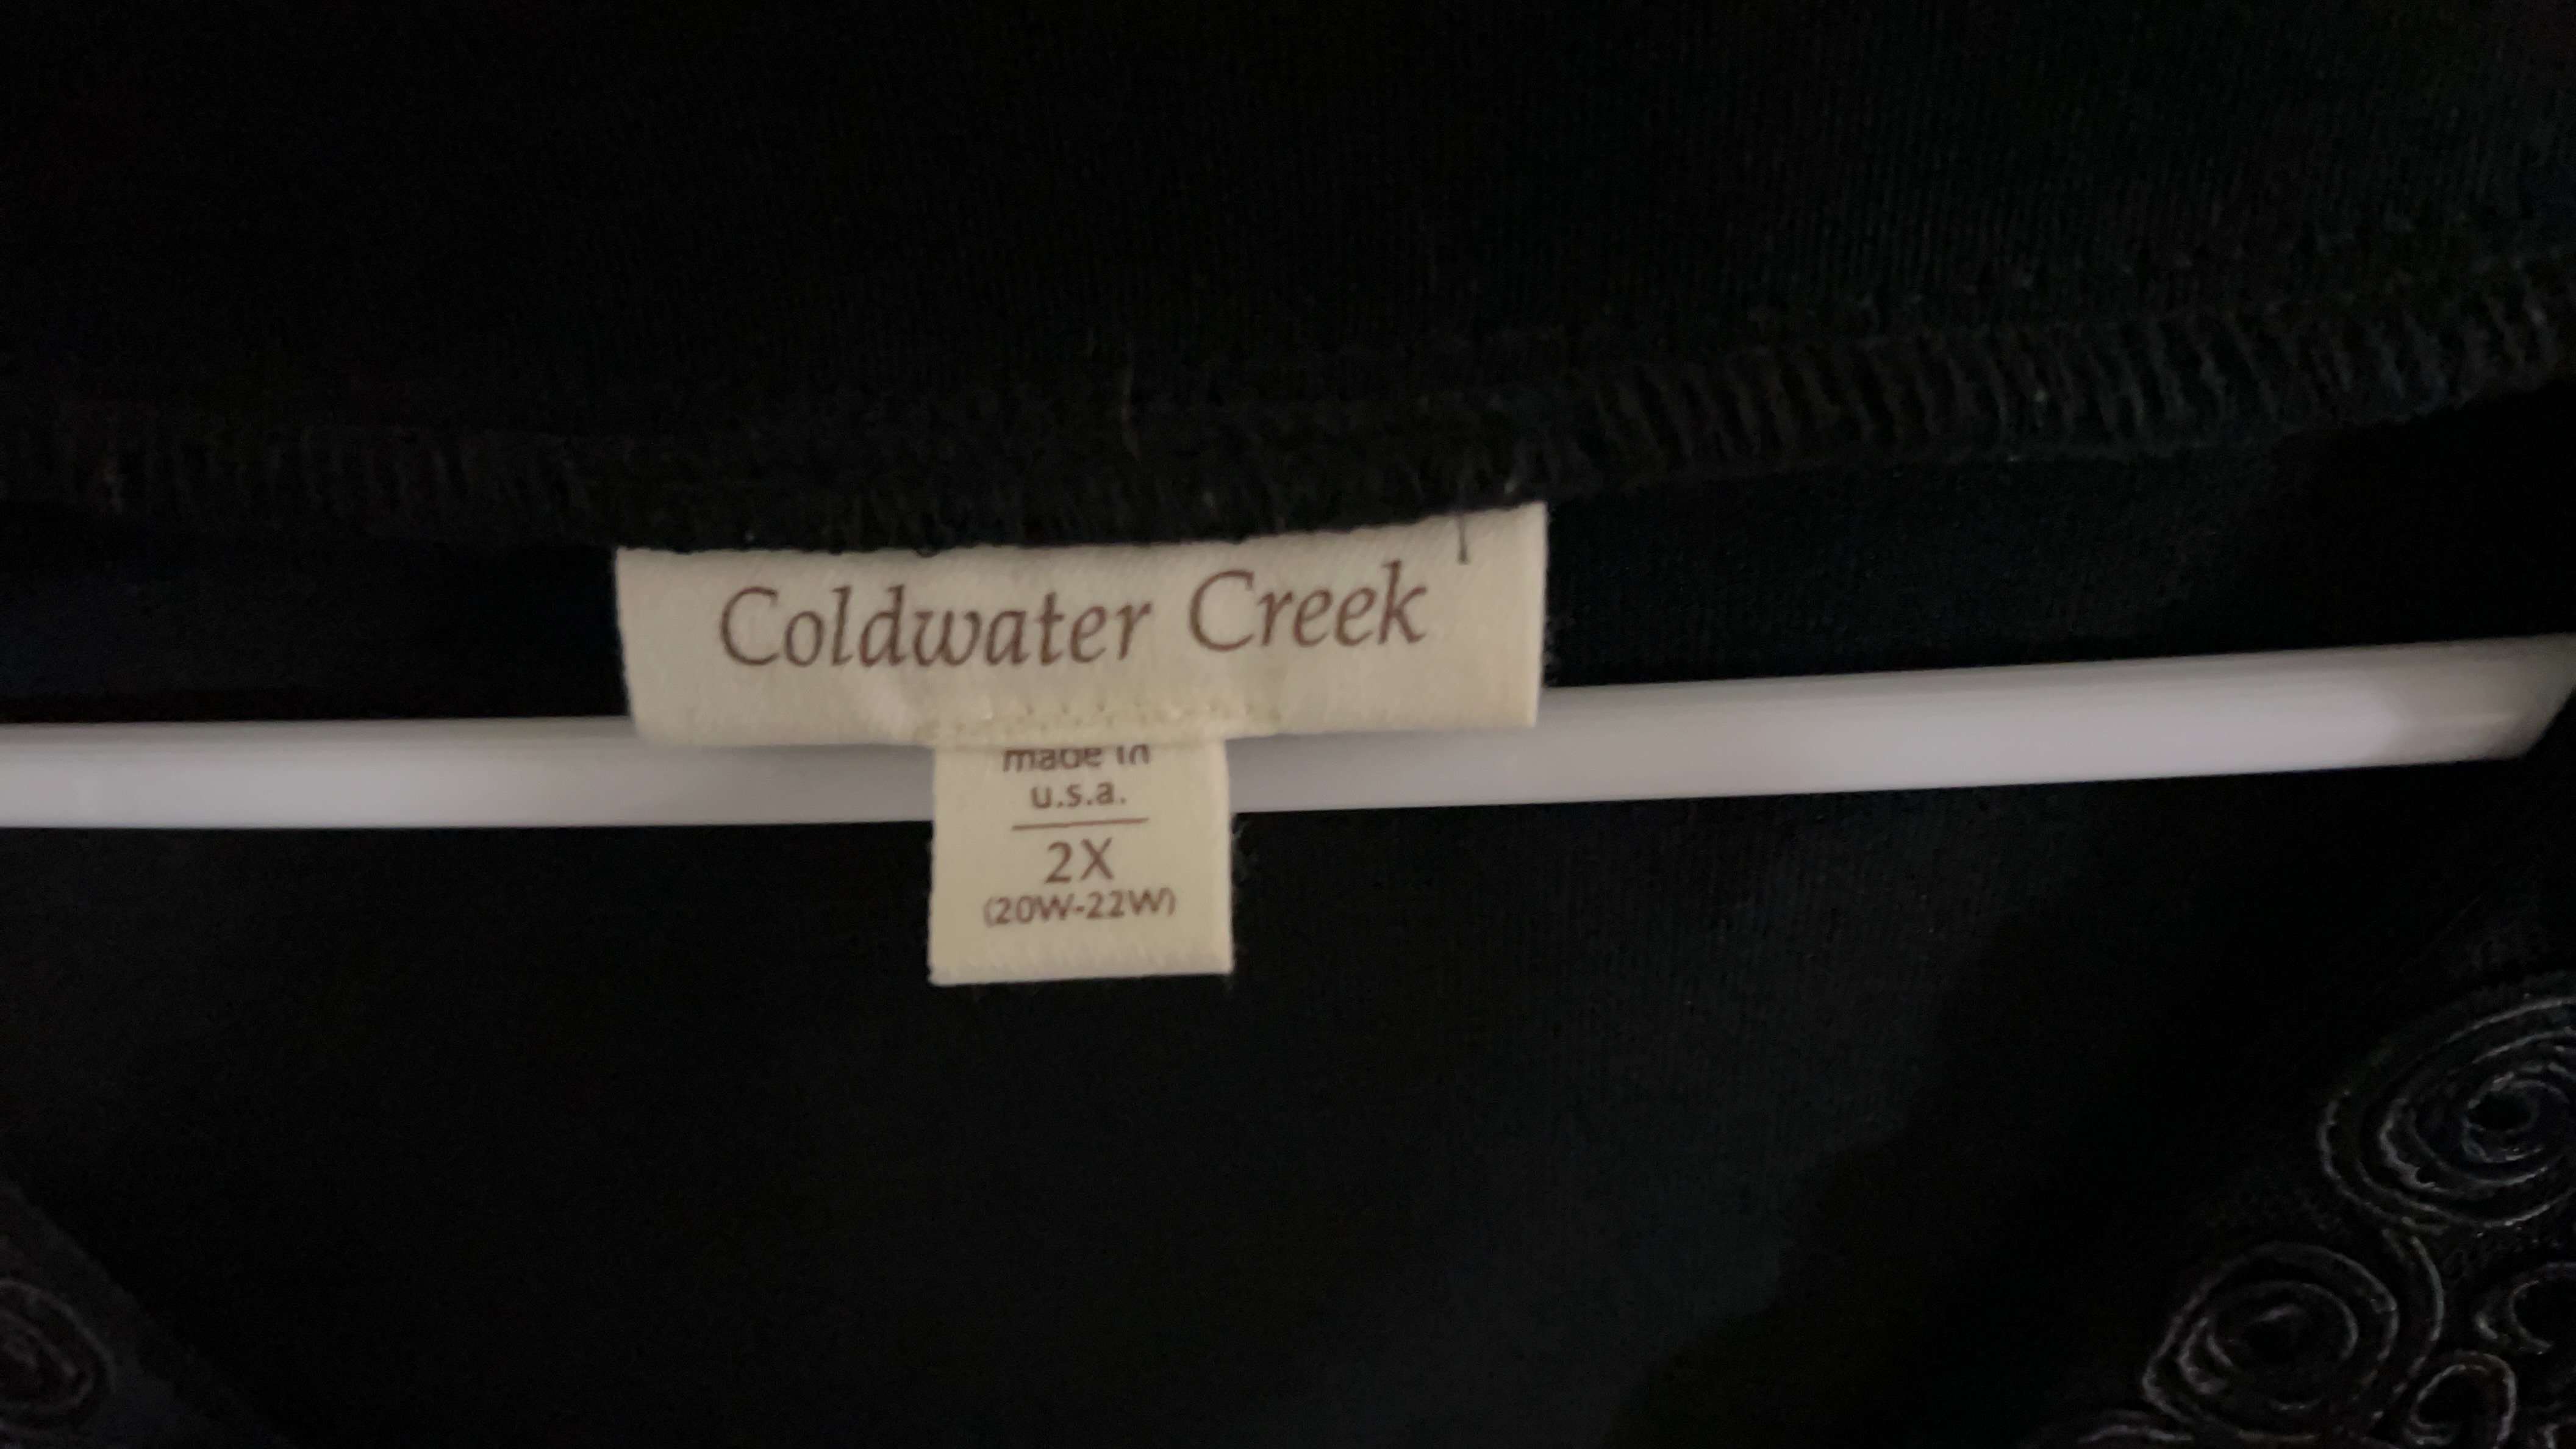 Coldwater Creek
made in
u.s.a.
2X
(20W-22W)